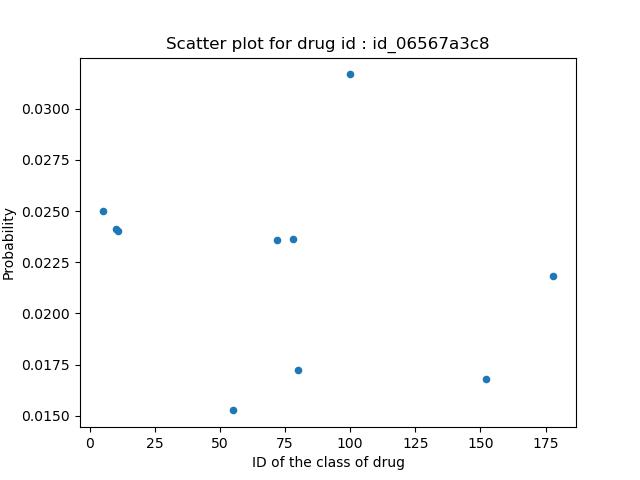 Scatter plot for drug id : id_06567a3c8
0.0300
0.0275
0.0250
0.0225
0.0200
0.0175
0.0150
Probability
0 25 50 75 100 125 150 175
ID of the class of drug